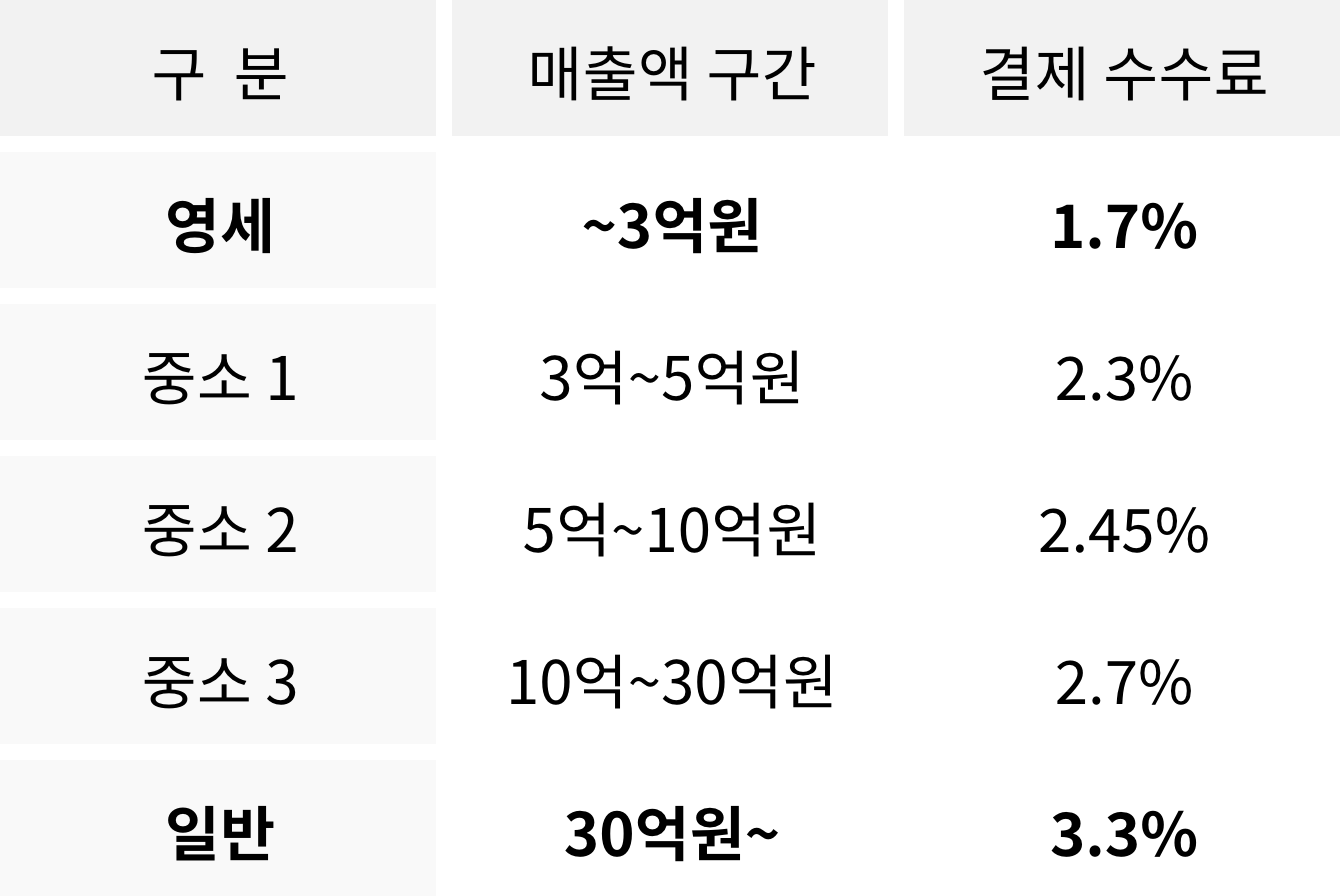 구 분 매출액 구간 결제 수수료
영세 ~3억원 1.7%
중소 1 3억~5억원 2.3%
중소 2 5억~10억원 2.45%
중소 3 10억~30억원 2.7%
일반 30억원~ 3.3%